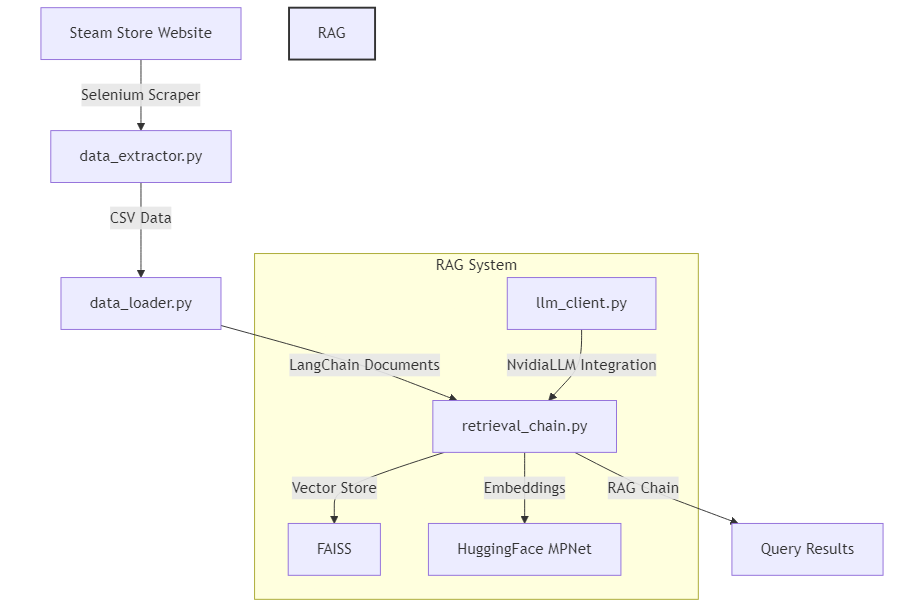 Steam Store Website
RAG
Selenium Scraper
data_extractor.py
CSV Data
RAG System
data_loader.py
llm_client.py
LangChain Documents
NvidiaLLM Integration
retrieval_chain.py
Vector Store
Embeddings
RAG Chain
FAISS
HuggingFace MPNet
Query Results